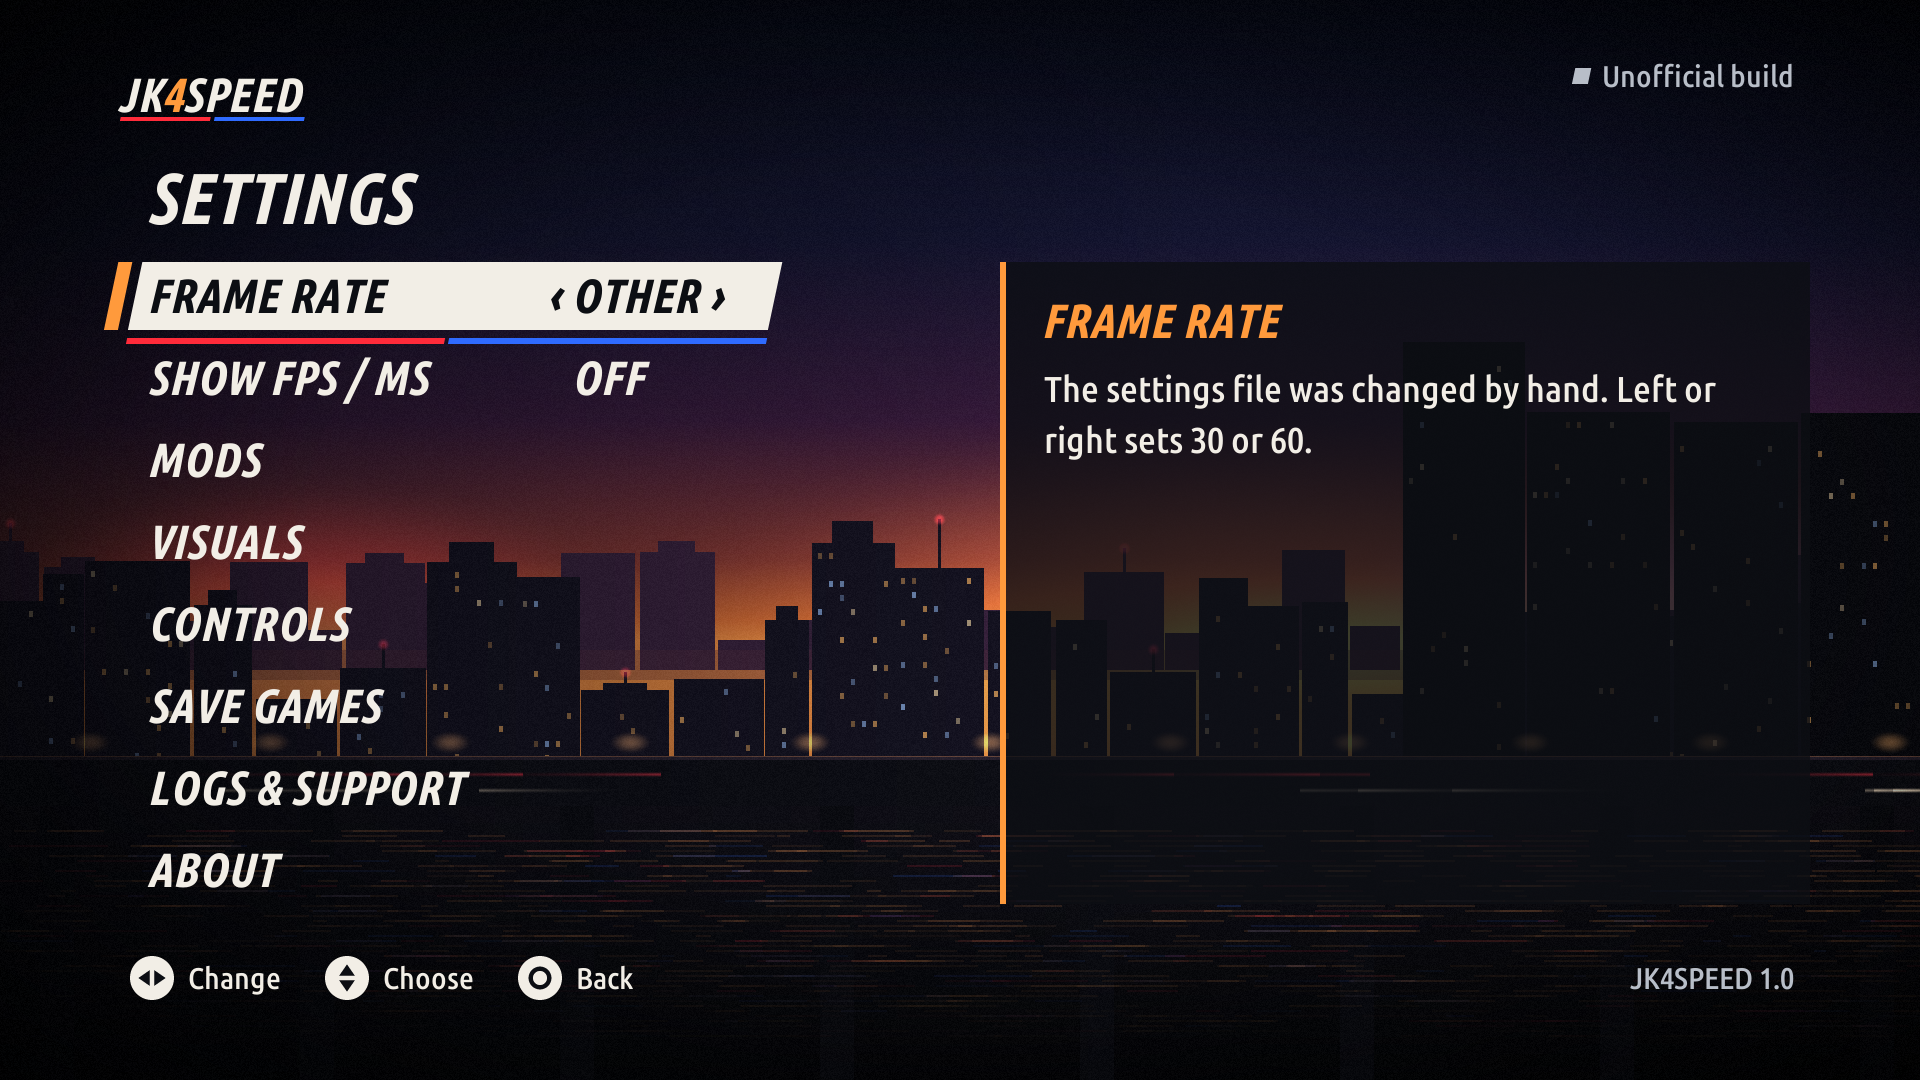 JK4SPEED
Unofficial build
SETTINGS
FRAME RATE ‹ OTHER ›
SHOW FPS / MS OFF
MODS
VISUALS
CONTROLS
SAVE GAMES
LOGS & SUPPORT
ABOUT
FRAME RATE
The settings file was changed by hand. Left or
right sets 30 or 60.
Change Choose Back
JK4SPEED 1.0